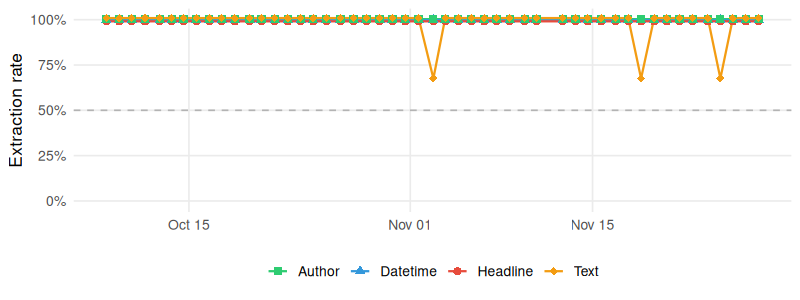 Extraction rate
100%
75%
50%
25%
0%
Oct 15 Nov 01 Nov 15
Author Datetime Headline Text